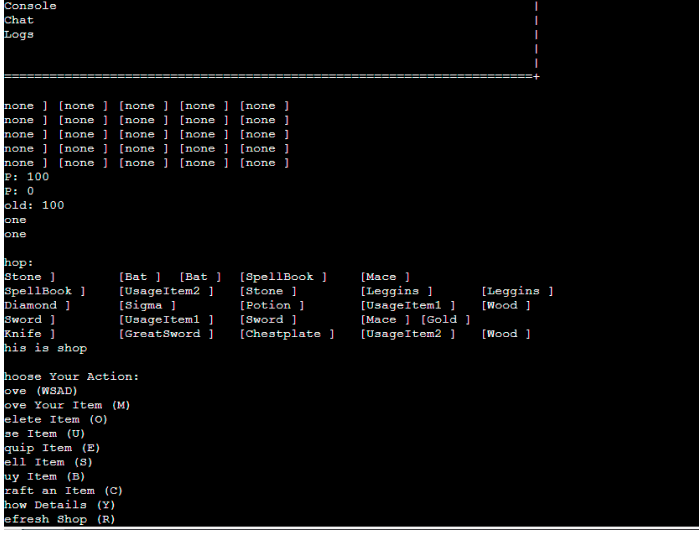 Console |
Chat |
Logs |
|
|
======================================================================+
none ] [none ] [none ] [none ] [none ]
none ] [none ] [none ] [none ] [none ]
none ] [none ] [none ] [none ] [none ]
none ] [none ] [none ] [none ] [none ]
none ] [none ] [none ] [none ] [none ]
P: 100
P: 0
old: 100
one
one
hop:
Stone ] [Bat ] [Bat ] [SpellBook ] [Mace ]
SpellBook ] [UsageItem2 ] [Stone ] [Leggins ] [Leggins ]
Diamond ] [Sigma ] [Potion ] [UsageItem1 ] [Wood ]
Sword ] [UsageItem1 ] [Sword ] [Mace ] [Gold ]
Knife ] [GreatSword ] [Chestplate ] [UsageItem2 ] [Wood ]
his is shop
hoose Your Action:
ove (WSAD)
ove Your Item (M)
elete Item (O)
se Item (U)
quip Item (E)
ell Item (S)
uy Item (B)
raft an Item (C)
how Details (Y)
efresh Shop (R)